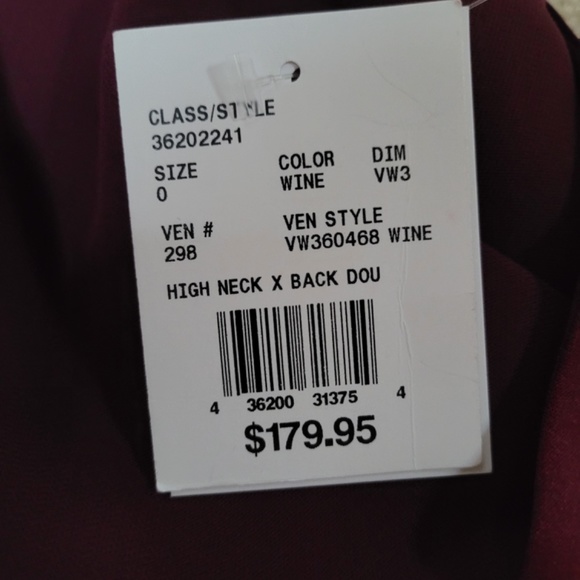 CLASS/STYLE
36202241
SIZE COLOR DIM
0 WINE VW3
VEN # VEN STYLE
298 VW360468 WINE
HIGH NECK X BACK DOU
4 36200 31375 4
$179.95